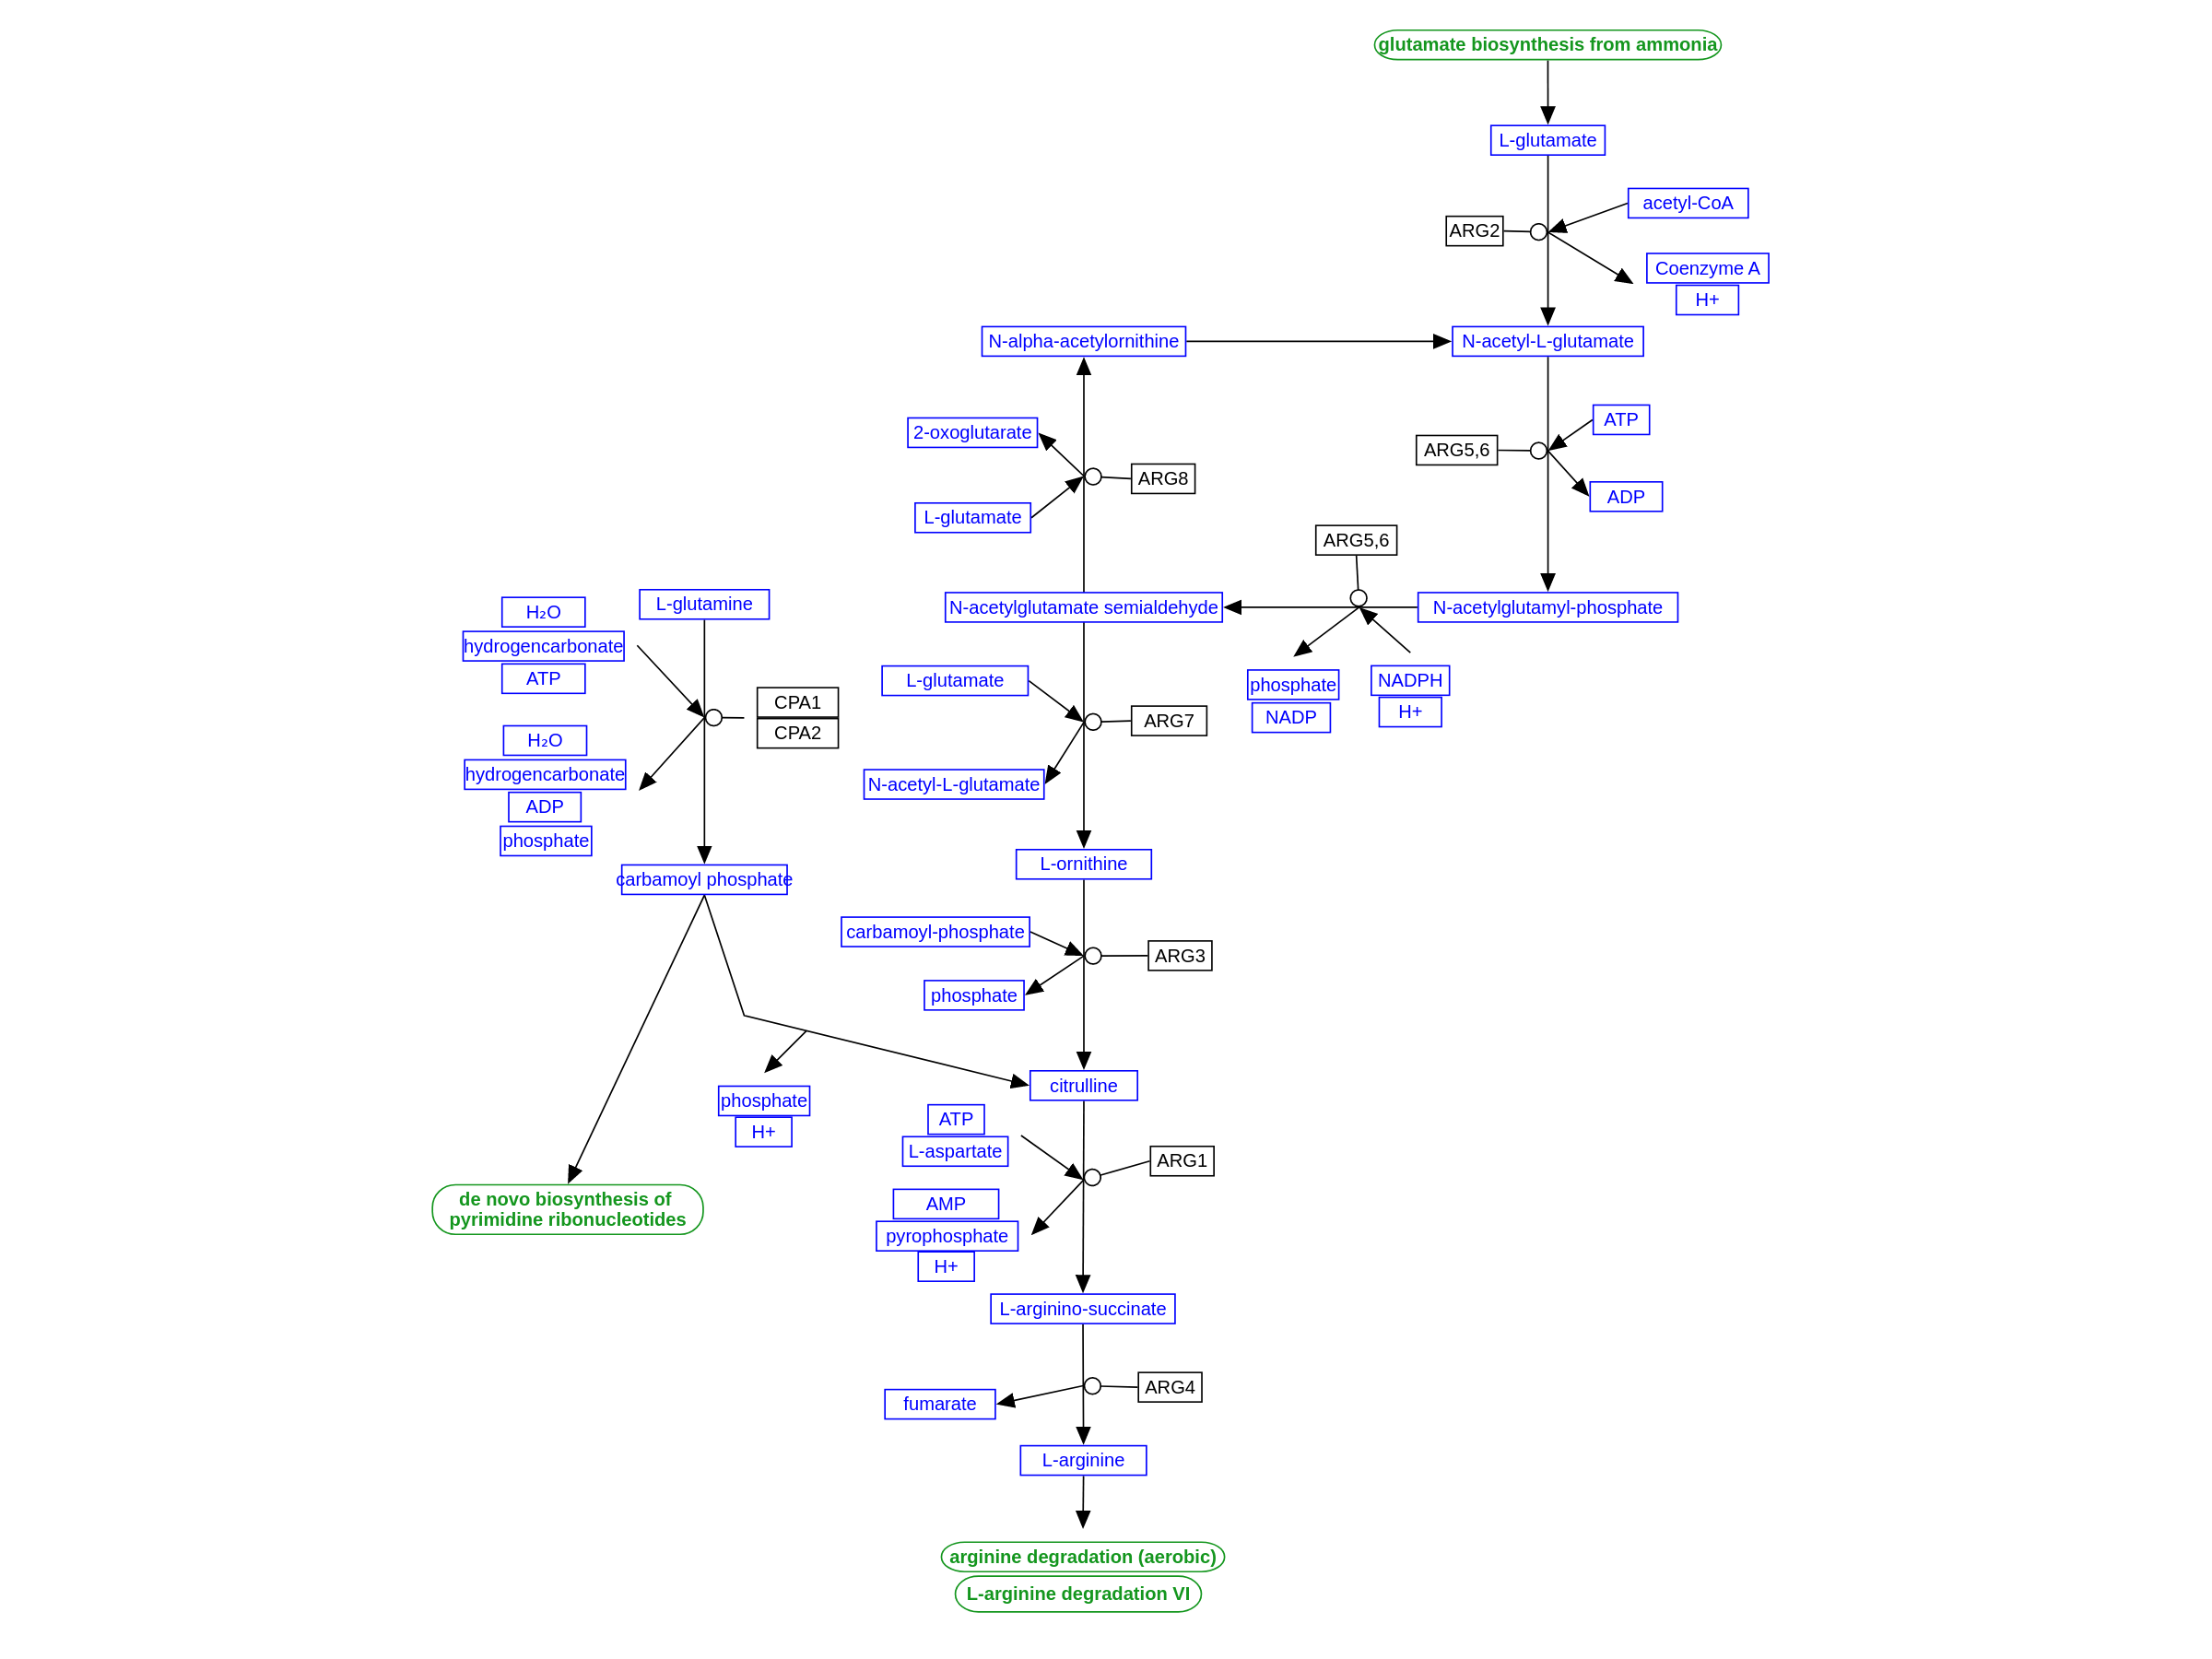 glutamate biosynthesis from ammonia
L-glutamate
acetyl-CoA
ARG2
Coenzyme A
H+
N-alpha-acetylornithine
N-acetyl-L-glutamate
2-oxoglutarate
ATP
ARG5,6
ARG8
ADP
L-glutamate
ARG5,6
L-glutamine
H₂O
N-acetylglutamate semialdehyde
N-acetylglutamyl-phosphate
hydrogencarbonate
ATP
L-glutamate
phosphate
NADPH
CPA1
ARG7
NADP
H+
CPA2
H₂O
hydrogencarbonate
N-acetyl-L-glutamate
ADP
phosphate
L-ornithine
carbamoyl phosphate
carbamoyl-phosphate
ARG3
phosphate
citrulline
phosphate
ATP
H+
L-aspartate
ARG1
de novo biosynthesis of
pyrimidine ribonucleotides
AMP
pyrophosphate
H+
L-arginino-succinate
ARG4
fumarate
L-arginine
arginine degradation (aerobic)
L-arginine degradation VI